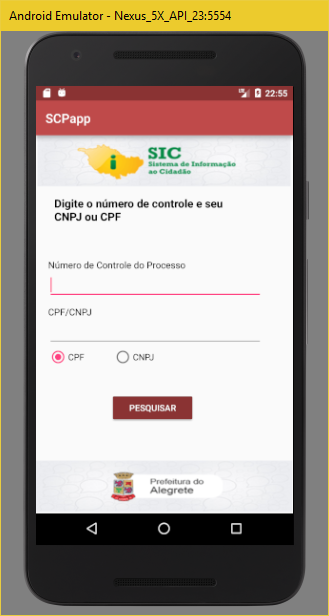 Android Emulator - Nexus_5X_API_23:5554
22:55
SCPapp
SIC
Sistema de Informação
ao Cidadão
Digite o número de controle e seu
CNPJ ou CPF
Número de Controle do Processo
CPF/CNPJ
CPF
CNPJ
PESQUISAR
Prefeitura do
Alegrete